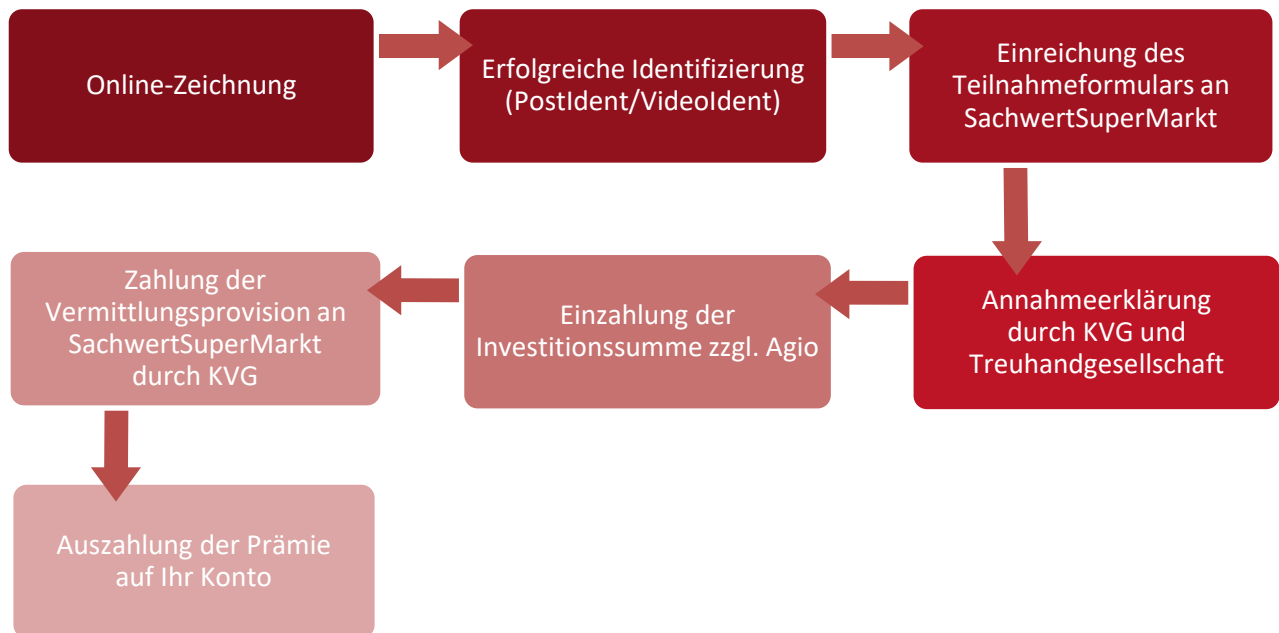 Online-Zeichnung
Erfolgreiche Identifizierung
(PostIdent/VideoIdent)
Einreichung des
Teilnahmeformulars an
SachwertSuperMarkt
Annahmeerklärung
durch KVG und
Treuhandgesellschaft
Einzahlung der
Investitionssumme zzgl. Agio
Zahlung der
Vermittlungsprovision an
SachwertSuperMarkt
durch KVG
Auszahlung der Prämie
auf Ihr Konto